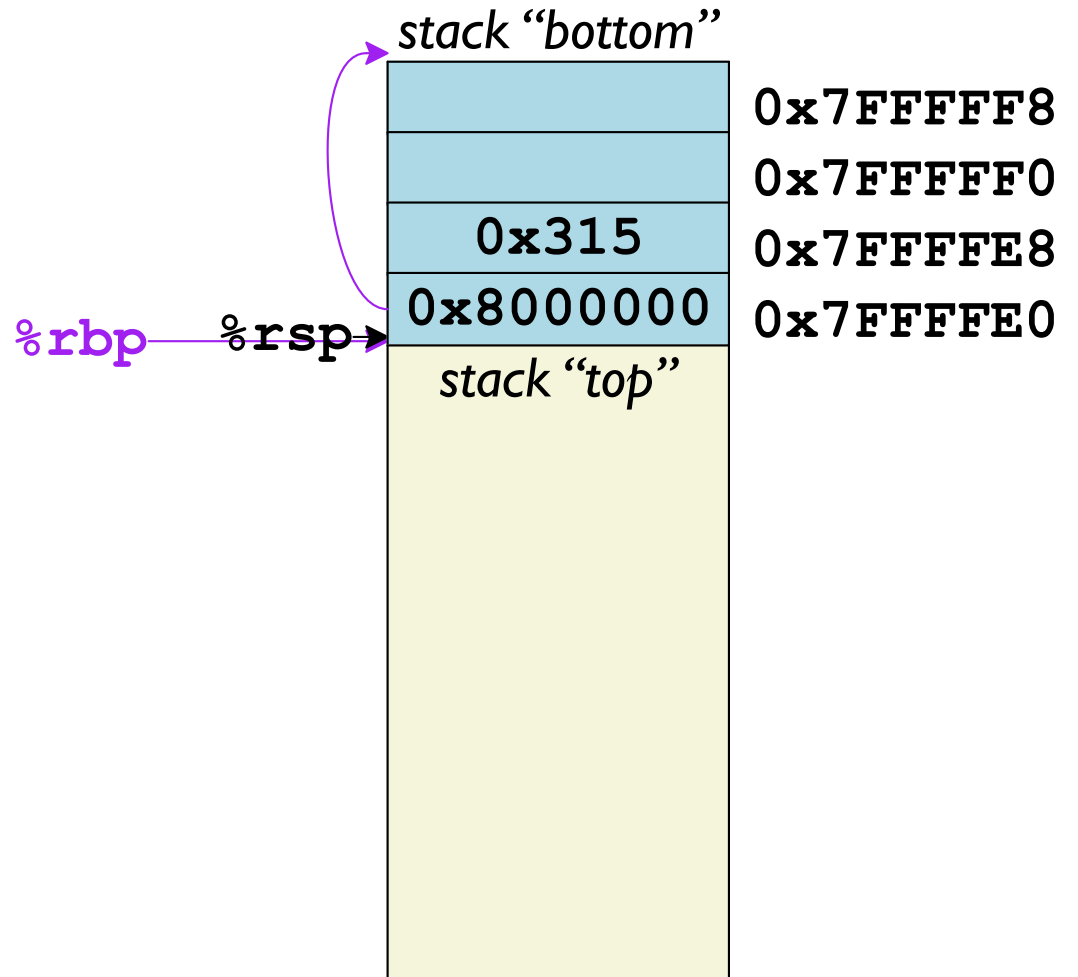 stack “bottom”
0x7FFFFF8
0x7FFFFF0
0x315 0x7FFFFE8
0x8000000 0x7FFFFE0
%rbp %rsp
stack “top”